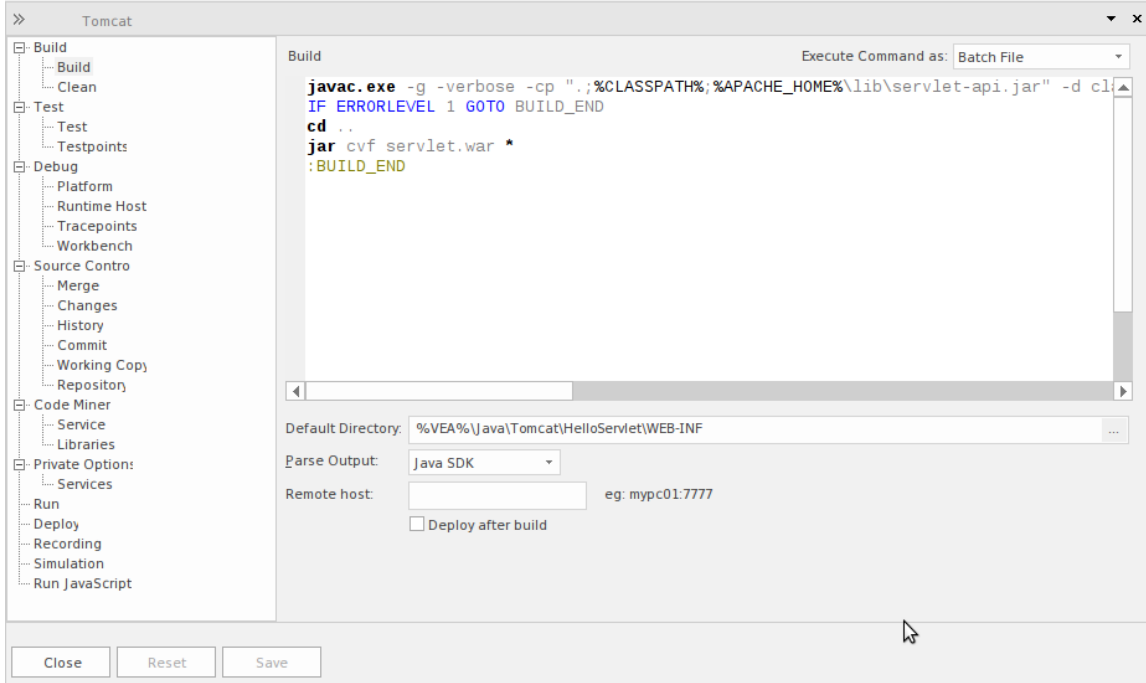 Tomcat
Build
Build
Clean
Test
Test
Testpoints
Debug
Platform
Runtime Host
Tracepoints
Workbench
Source Contro
Merge
Changes
History
Commit
Working Copy
Repository
Code Miner
Service
Libraries
Private Options
Services
Run
Deploy
Recording
Simulation
Run JavaScript
Build
Execute Command as: Batch File
javac.exe -g -verbose -cp ".;%CLASSPATH%;%APACHE_HOME%\lib\servlet-api.jar" -d cla
IF ERRORLEVEL 1 GOTO BUILD_END
cd ..
jar cvf servlet.war *
:BUILD_END
Default Directory: %VEA%\Java\Tomcat\HelloServlet\WEB-INF ...
Parse Output: Java SDK
Remote host: eg: mypc01:7777
Deploy after build
Close Reset Save